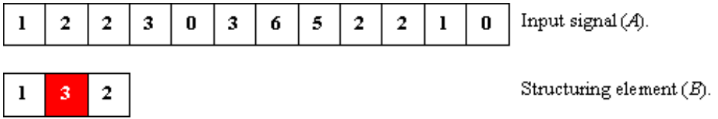 1 2 2 3 0 3 6 5 2 2 1 0 Input signal (A).
1 3 2 Structuring element (B).